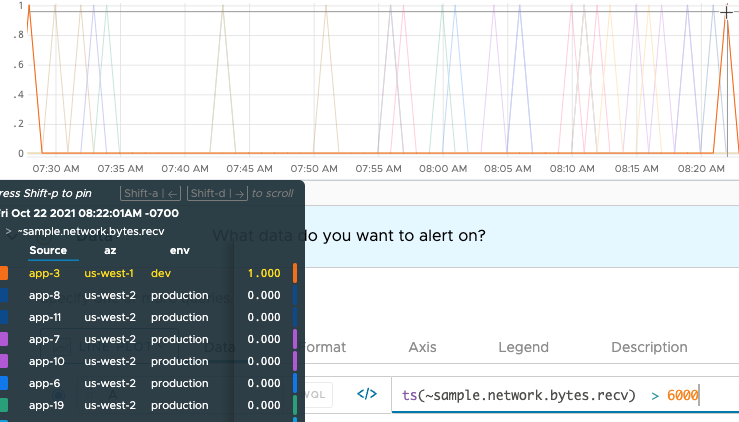 1
.8
.6
.4
.2
0
07:30 AM 07:35 AM 07:40 AM 07:45 AM 07:50 AM 07:55 AM 08:00 AM 08:05 AM 08:10 AM 08:15 AM 08:20 AM
ress Shift-p to pin Shift-a | ← Shift-d | → to scroll
ri Oct 22 2021 08:22:01AM -0700
> ~sample.network.bytes.recv
What data do you want to alert on?
Source az env
app-3 us-west-1 dev 1.000
app-8 us-west-2 production 0.000
app-11 us-west-2 production 0.000
app-7 us-west-2 production 0.000
app-10 us-west-2 production 0.000
app-6 us-west-2 production 0.000
app-19 us-west-2 production 0.000
Data Format Axis Legend Description
WQL </> ts(~sample.network.bytes.recv) > 6000